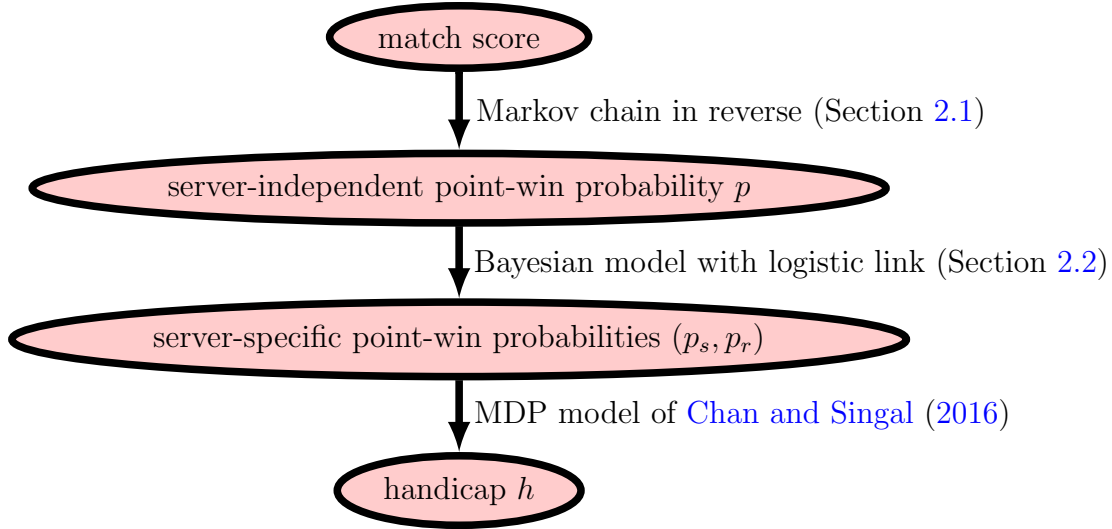 match score
Markov chain in reverse (Section 2.1)
server-independent point-win probability p
Bayesian model with logistic link (Section 2.2)
server-specific point-win probabilities (p_s, p_r)
MDP model of Chan and Singal (2016)
handicap h